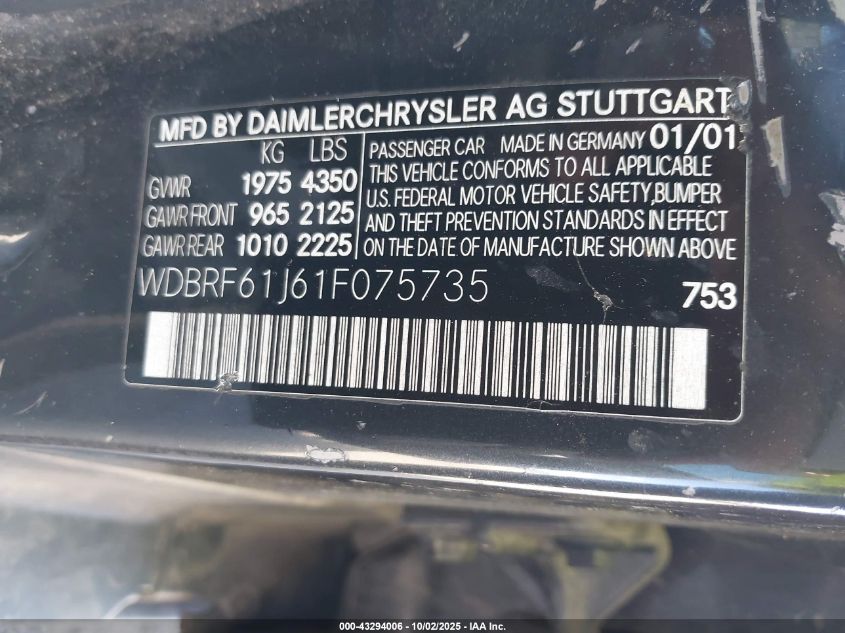 MFD BY DAIMLERCHRYSLER AG STUTTGART
KG LBS
GVWR 1975 4350
GAWR FRONT 965 2125
GAWR REAR 1010 2225
PASSENGER CAR MADE IN GERMANY 01/01
THIS VEHICLE CONFORMS TO ALL APPLICABLE
U.S. FEDERAL MOTOR VEHICLE SAFETY, BUMPER
AND THEFT PREVENTION STANDARDS IN EFFECT
ON THE DATE OF MANUFACTURE SHOWN ABOVE
WDBRF61J61F075735
753
000-43294006 - 10/02/2025 - IAA Inc.